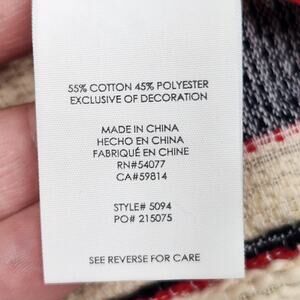 55% COTTON 45% POLYESTER
EXCLUSIVE OF DECORATION
MADE IN CHINA
HECHO EN CHINA
FABRIQUÉ EN CHINE
RN#54077
CA#59814
STYLE# 5094
PO# 215075
SEE REVERSE FOR CARE